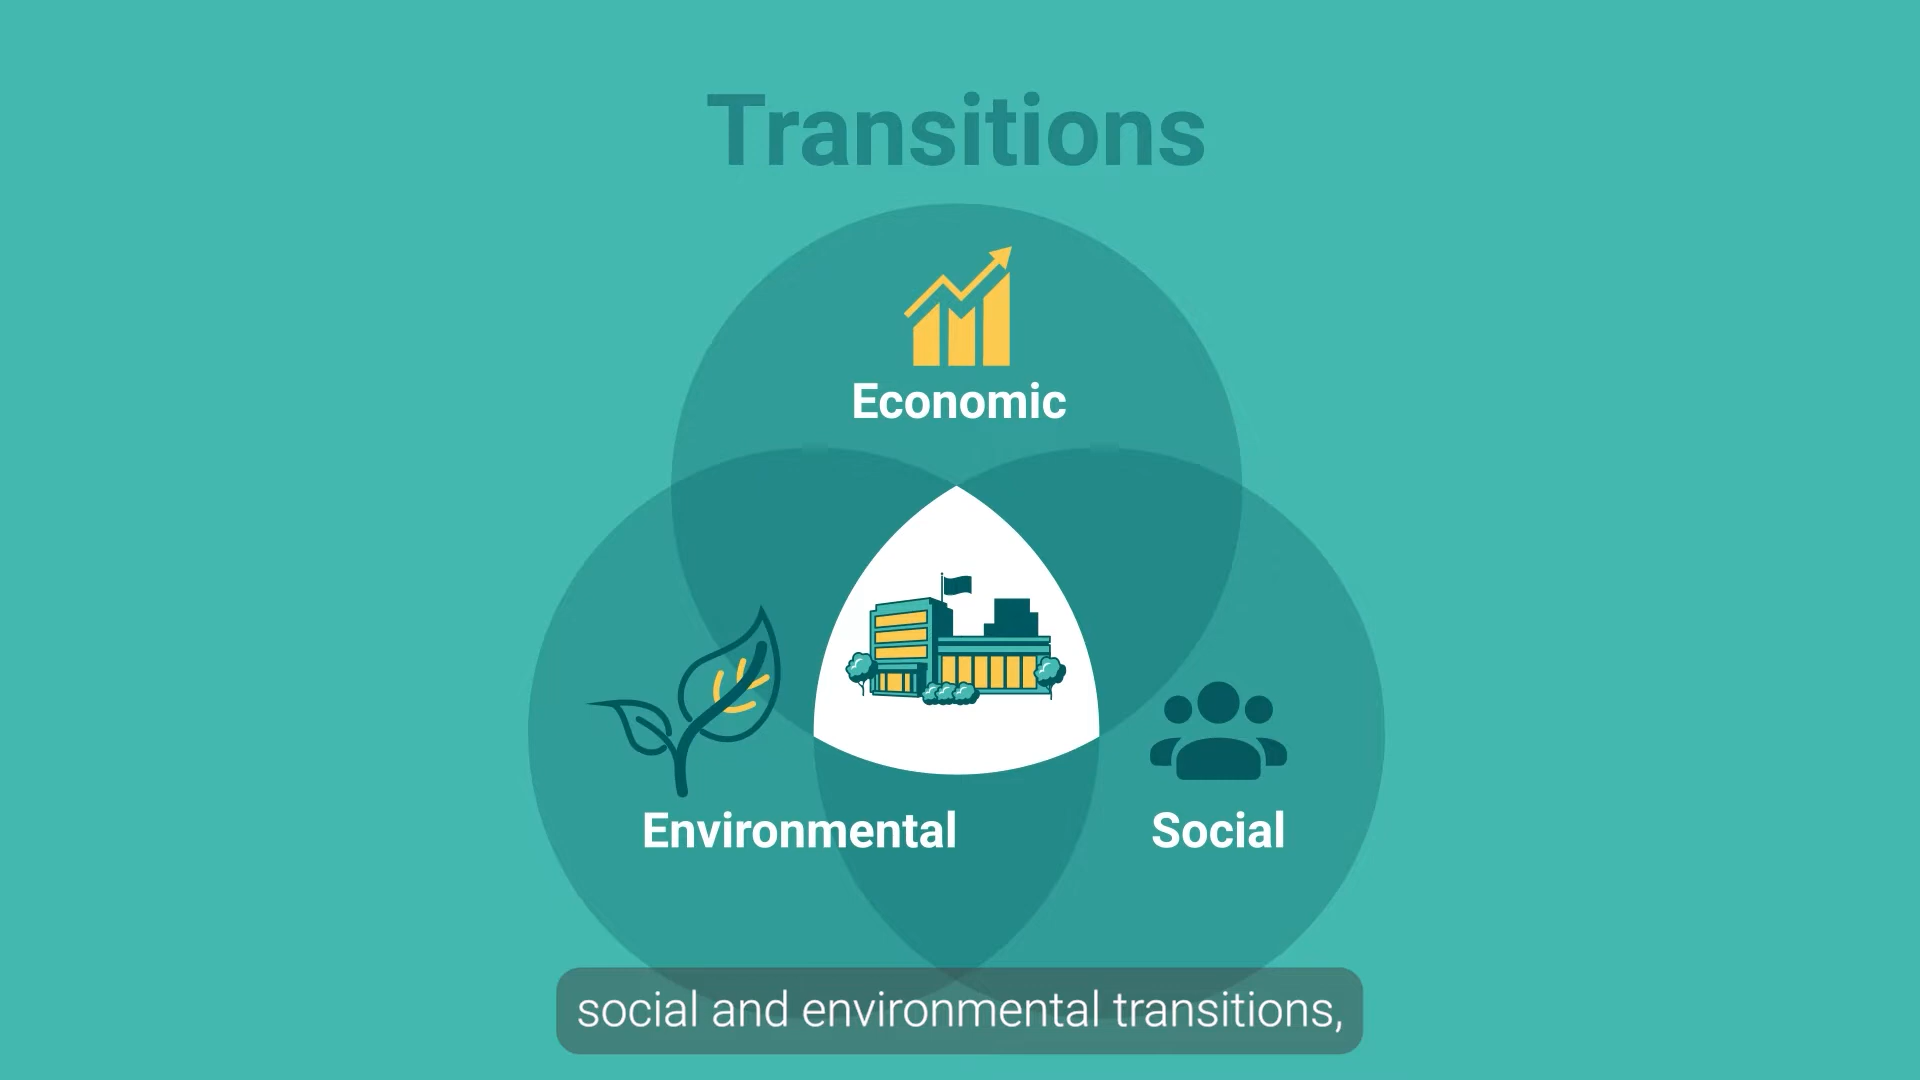 Transitions
Economic
Environmental
Social
social and environmental transitions,